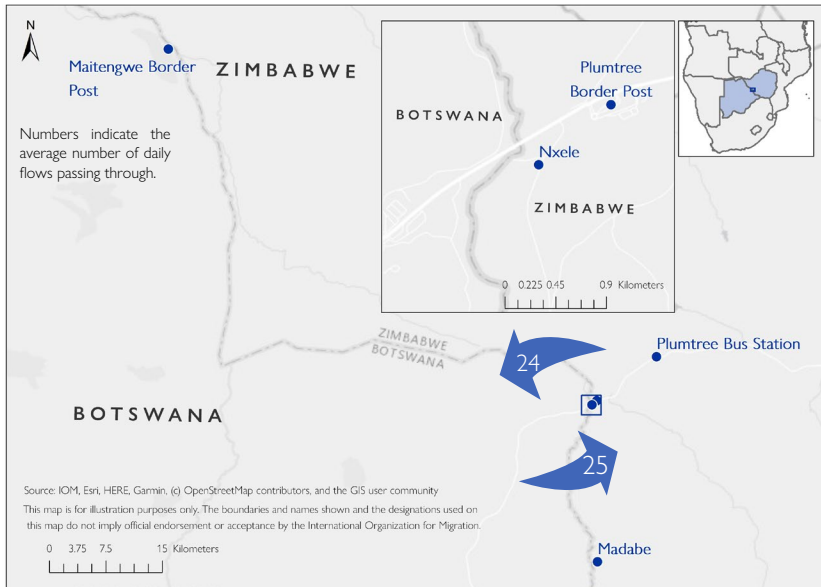 N
Maitengwe Border
Post
ZIMBABWE
Numbers indicate the
average number of daily
flows passing through.
Plumtree
Border Post
BOTSWANA
Nxele
ZIMBABWE
0 0.225 0.45 0.9 Kilometers
ZIMBABWE
BOTSWANA
24
Plumtree Bus Station
BOTSWANA
25
Source: IOM, Esri, HERE, Garmin, (c) OpenStreetMap contributors, and the GIS user community
This map is for illustration purposes only. The boundaries and names shown and the designations used on
this map do not imply official endorsement or acceptance by the International Organization for Migration.
0 3.75 7.5 15 Kilometers
Madabe